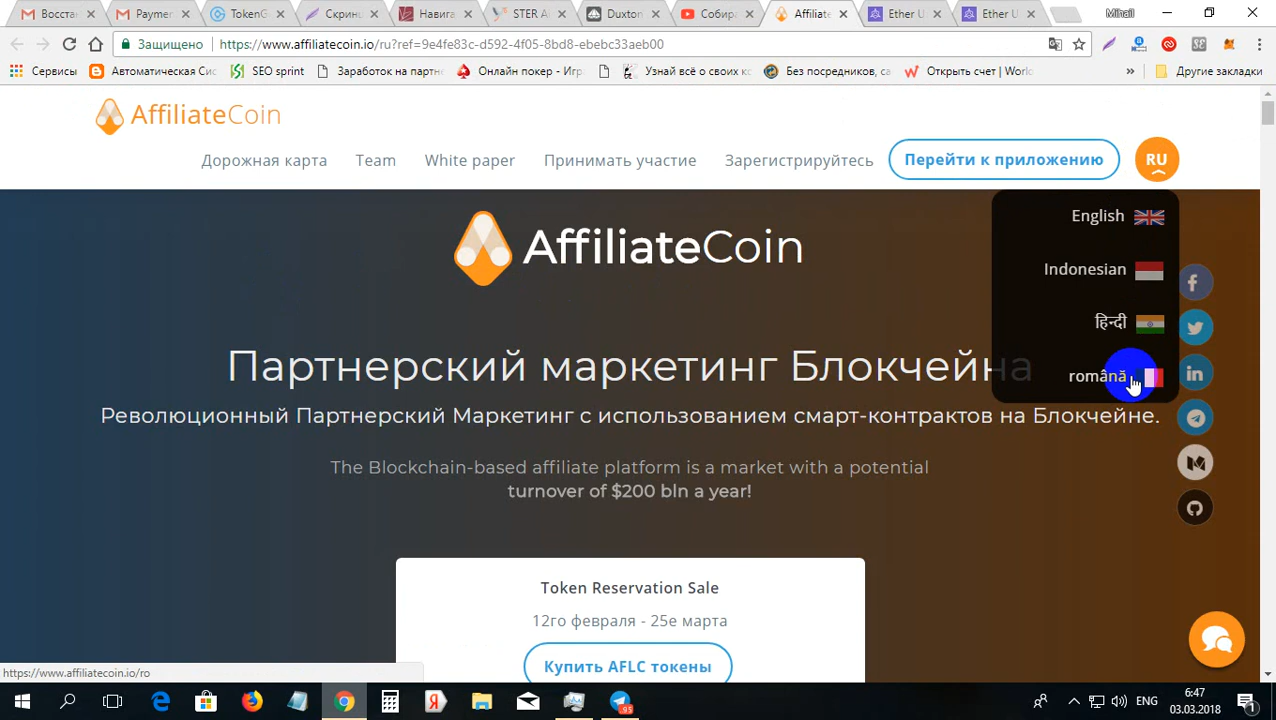 Восстан
Paymen
TokenG
Скринш
Навига
STER AI
Duxton
Собира
Affiliate
Ether U
Ether U
Mihail
Защищено
https://www.affiliatecoin.io/ru?ref=9e4fe83c-d592-4f05-8bd8-ebebc33aeb00
Сервисы
Автоматическая Сис
SEO sprint
Заработок на партне
Онлайн покер - Игр
Узнай всё о своих кс
Без посредников, са
Открыть счет | Worl
»
Другие закладки
AffiliateCoin
Дорожная карта
Team
White paper
Принимать участие
Зарегистрируйтесь
Перейти к приложению
RU
English
Indonesian
हिन्दी
română
AffiliateCoin
Партнерский маркетинг Блокчейна
Революционный Партнерский Маркетинг с использованием смарт-контрактов на Блокчейне.
The Blockchain-based affiliate platform is a market with a potential
turnover of $200 bln a year!
Token Reservation Sale
12го февраля - 25е марта
Купить AFLC токены
https://www.affiliatecoin.io/ro
ENG
6:47
03.03.2018